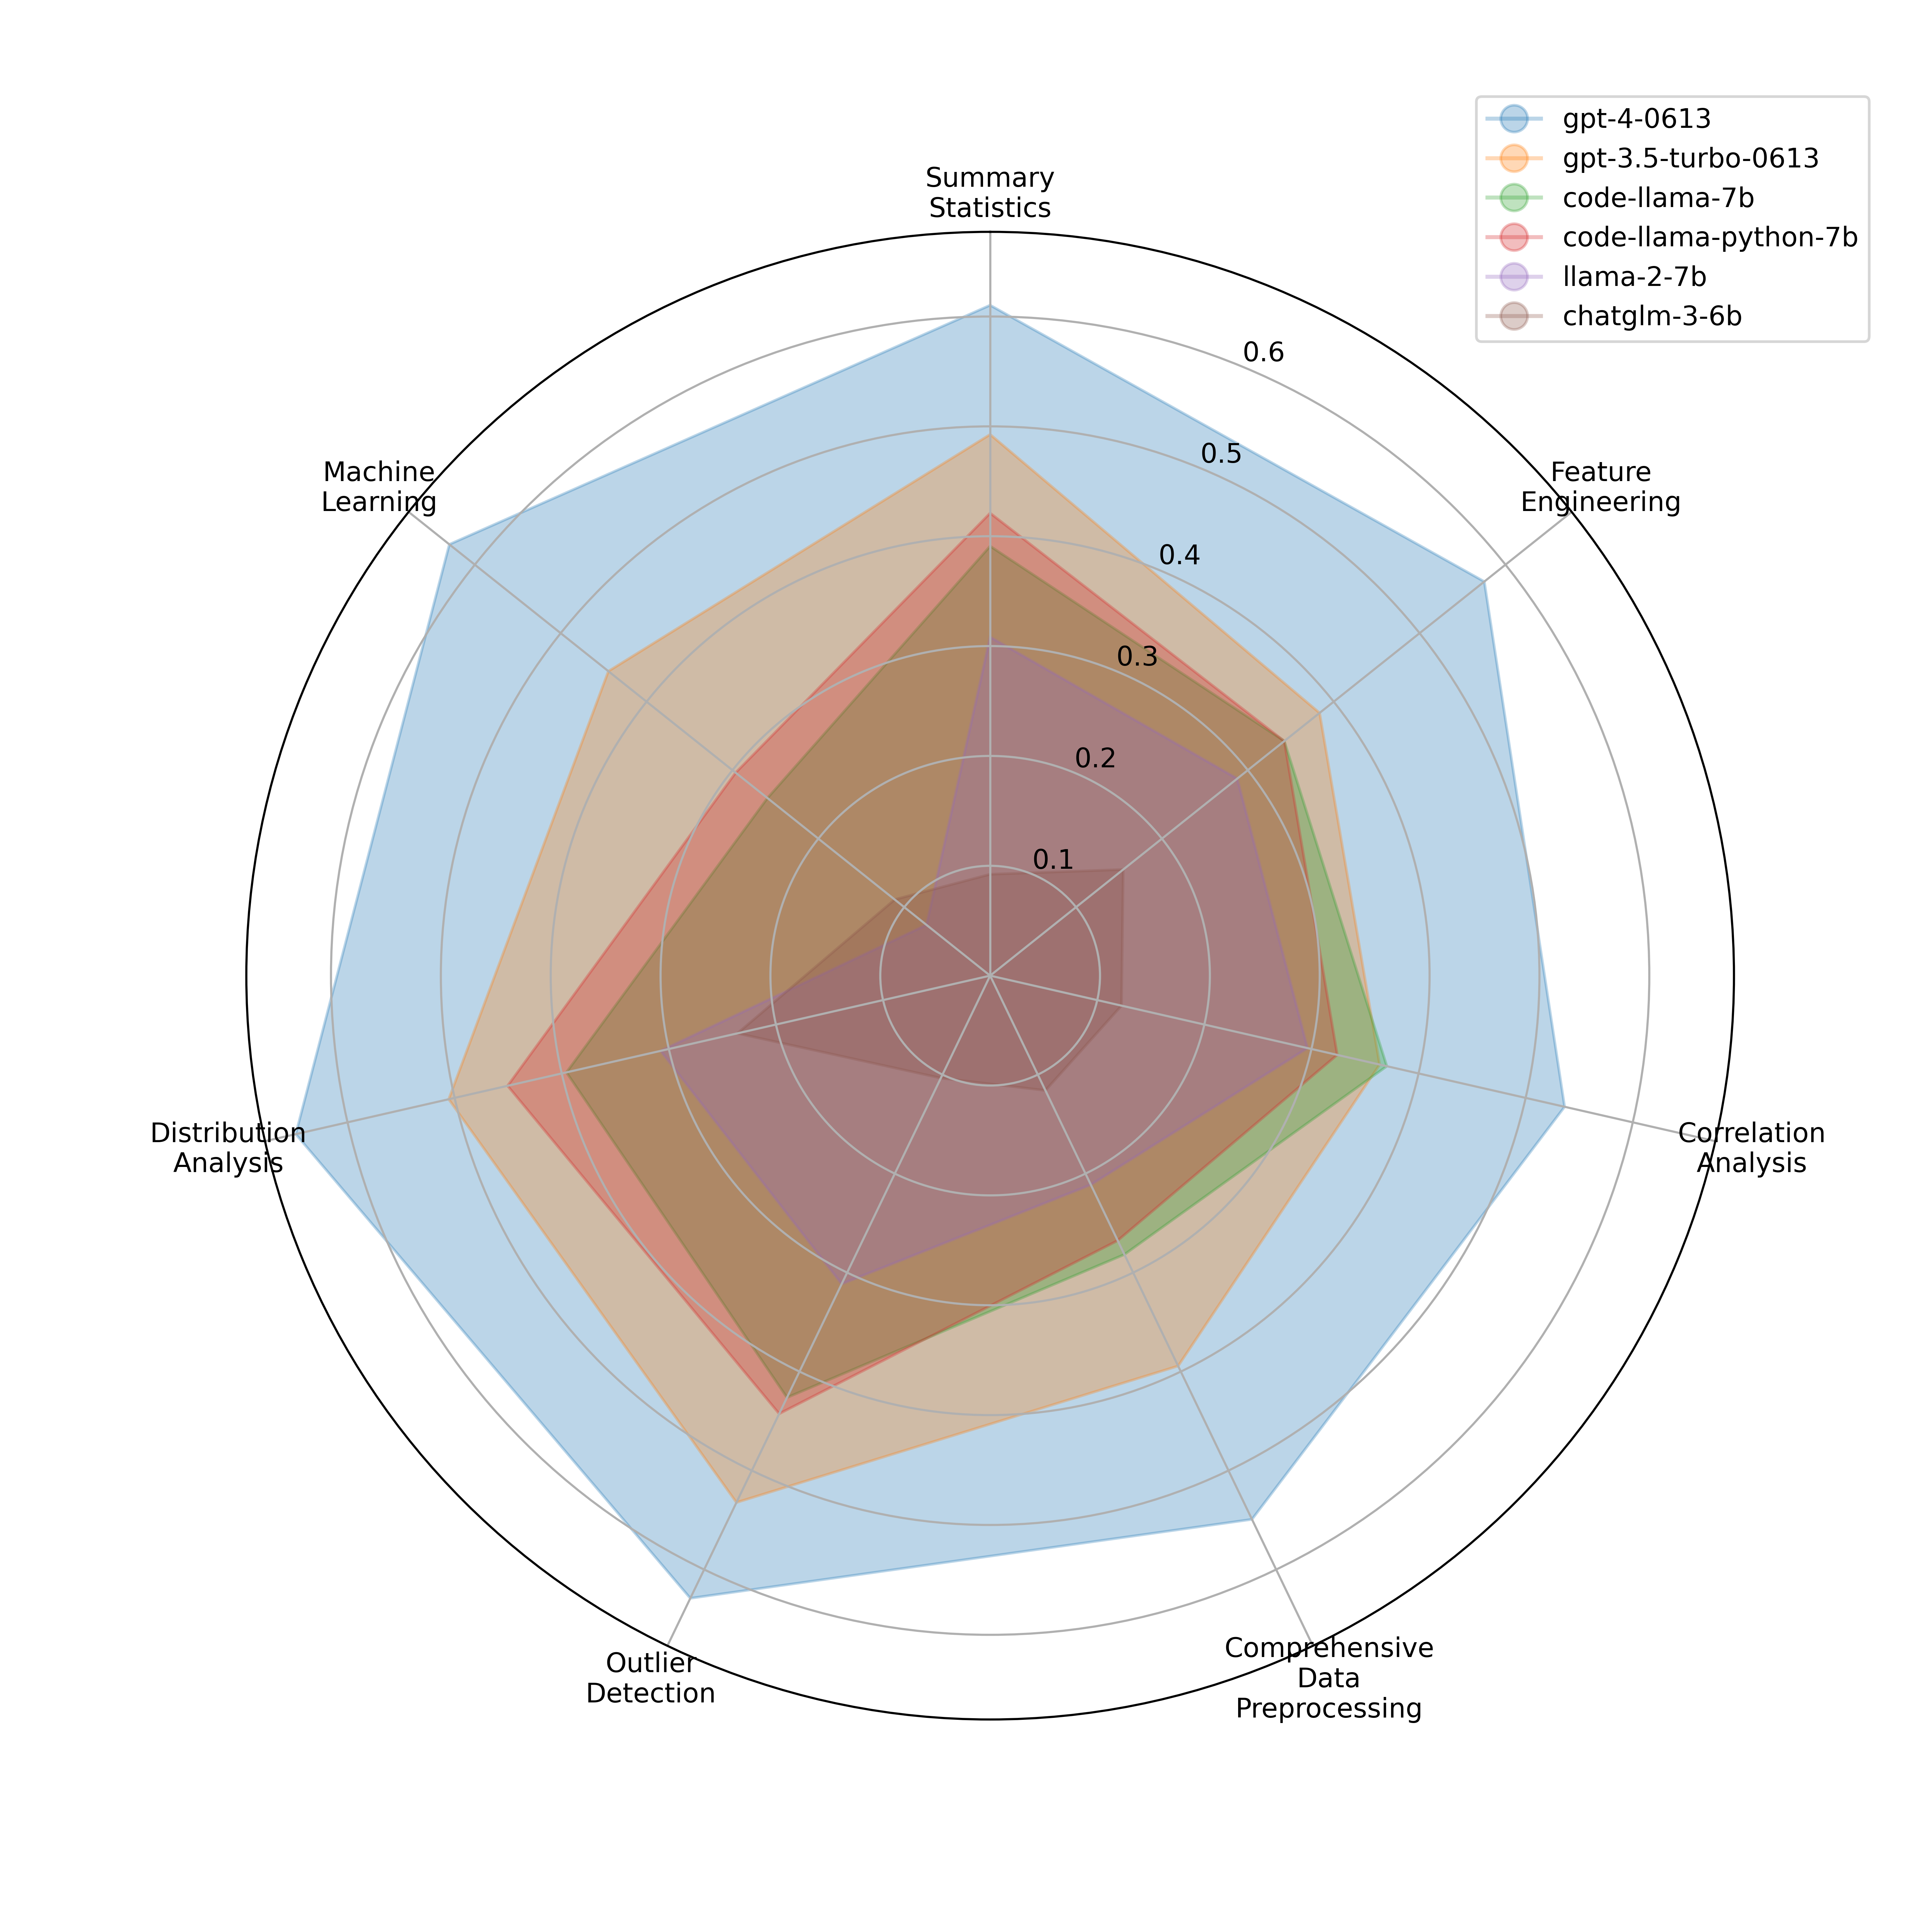 gpt-4-0613
gpt-3.5-turbo-0613
code-llama-7b
code-llama-python-7b
llama-2-7b
chatglm-3-6b
Summary
Statistics
Feature
Engineering
Machine
Learning
0.6
0.5
0.4
0.3
0.2
0.1
Distribution
Analysis
Correlation
Analysis
Outlier
Detection
Comprehensive
Data
Preprocessing